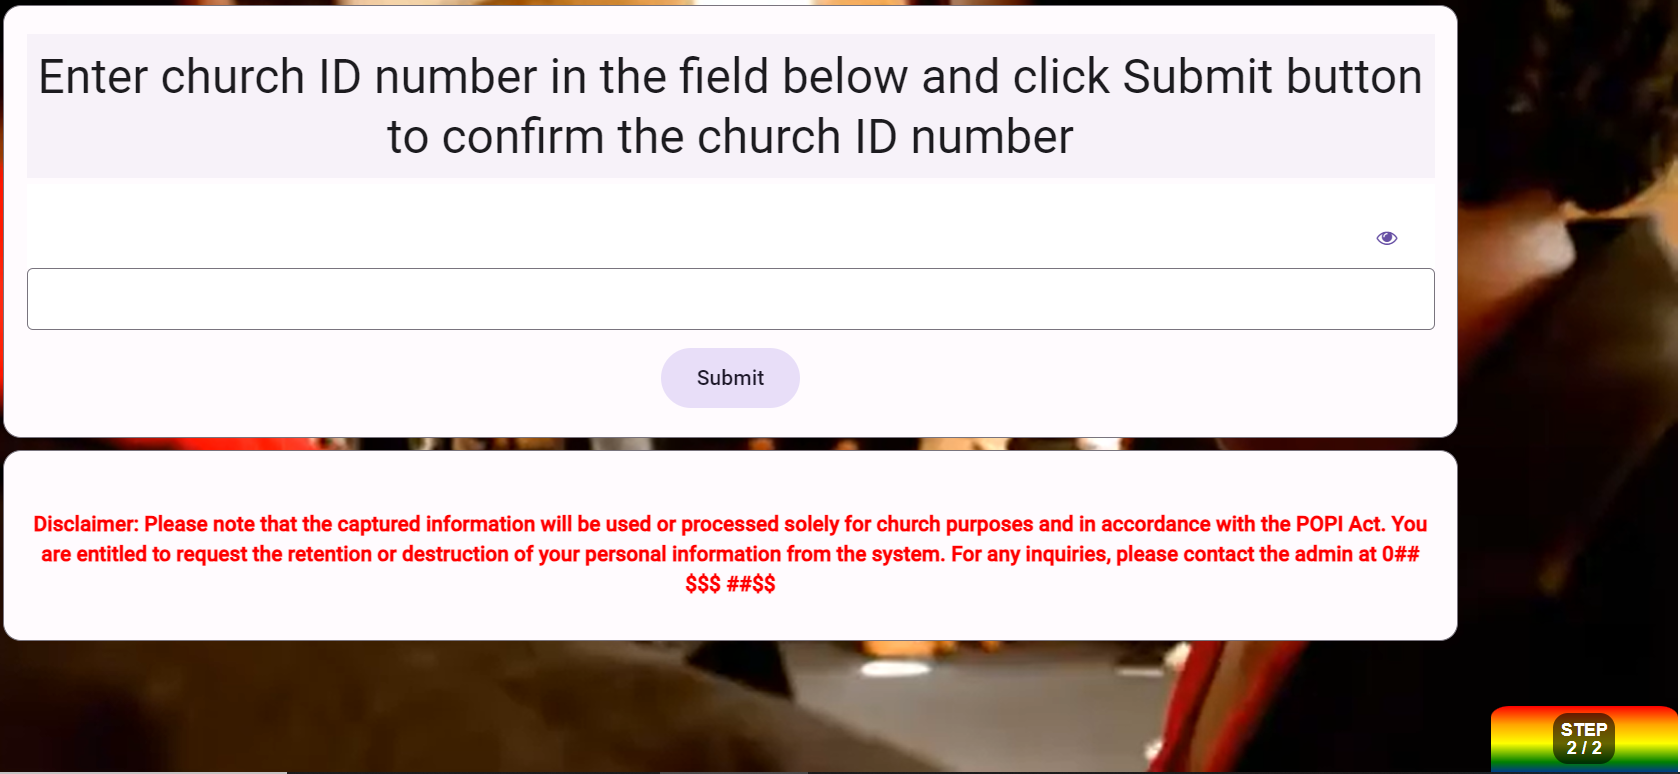 Enter church ID number in the field below and click Submit button
to confirm the church ID number
Submit
Disclaimer: Please note that the captured information will be used or processed solely for church purposes and in accordance with the POPI Act. You
are entitled to request the retention or destruction of your personal information from the system. For any inquiries, please contact the admin at 0##
$$$ ##$$
STEP
2 / 2